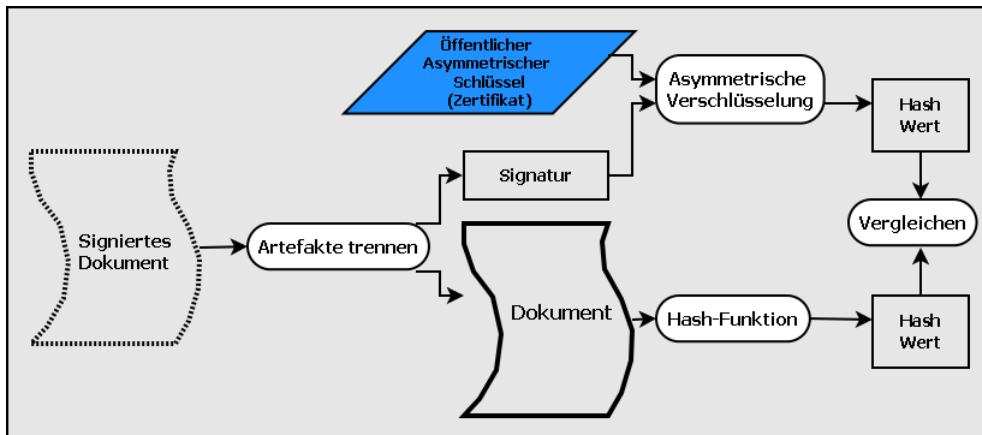 Öffentlicher
Asymmetrischer
Schlüssel
(Zertifikat)
Asymmetrische
Verschlüsselung
Hash
Wert
Signatur
Signiertes
Dokument
Artefakte trennen
Vergleichen
Dokument
Hash-Funktion
Hash
Wert